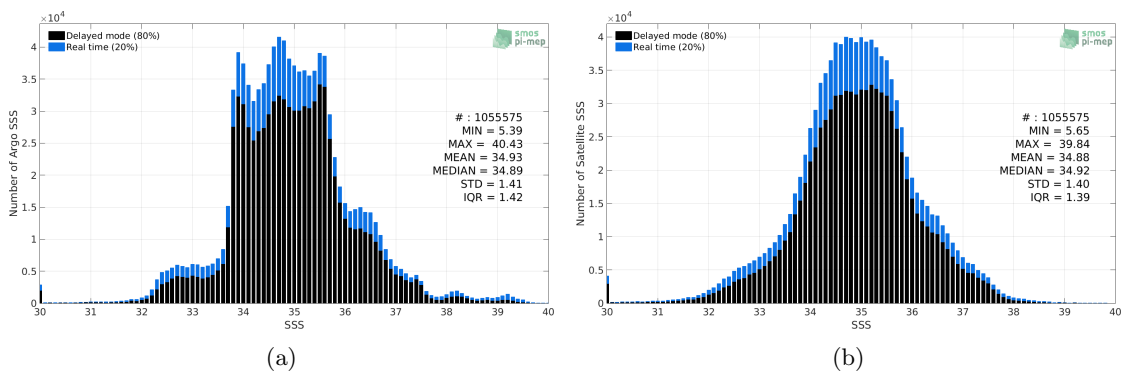 ×10⁴
Delayed mode (80%)
Real time (20%)
smos
pi-mep
4
3.5
3
2.5
2
1.5
1
0.5
0
Number of Argo SSS
# : 1055575
MIN = 5.39
MAX = 40.43
MEAN = 34.93
MEDIAN = 34.89
STD = 1.41
IQR = 1.42
30 31 32 33 34 35 36 37 38 39 40
SSS
(a)
×10⁴
Delayed mode (80%)
Real time (20%)
smos
pi-mep
4
3.5
3
2.5
2
1.5
1
0.5
0
Number of Satellite SSS
# : 1055575
MIN = 5.65
MAX = 39.84
MEAN = 34.88
MEDIAN = 34.92
STD = 1.40
IQR = 1.39
30 31 32 33 34 35 36 37 38 39 40
SSS
(b)